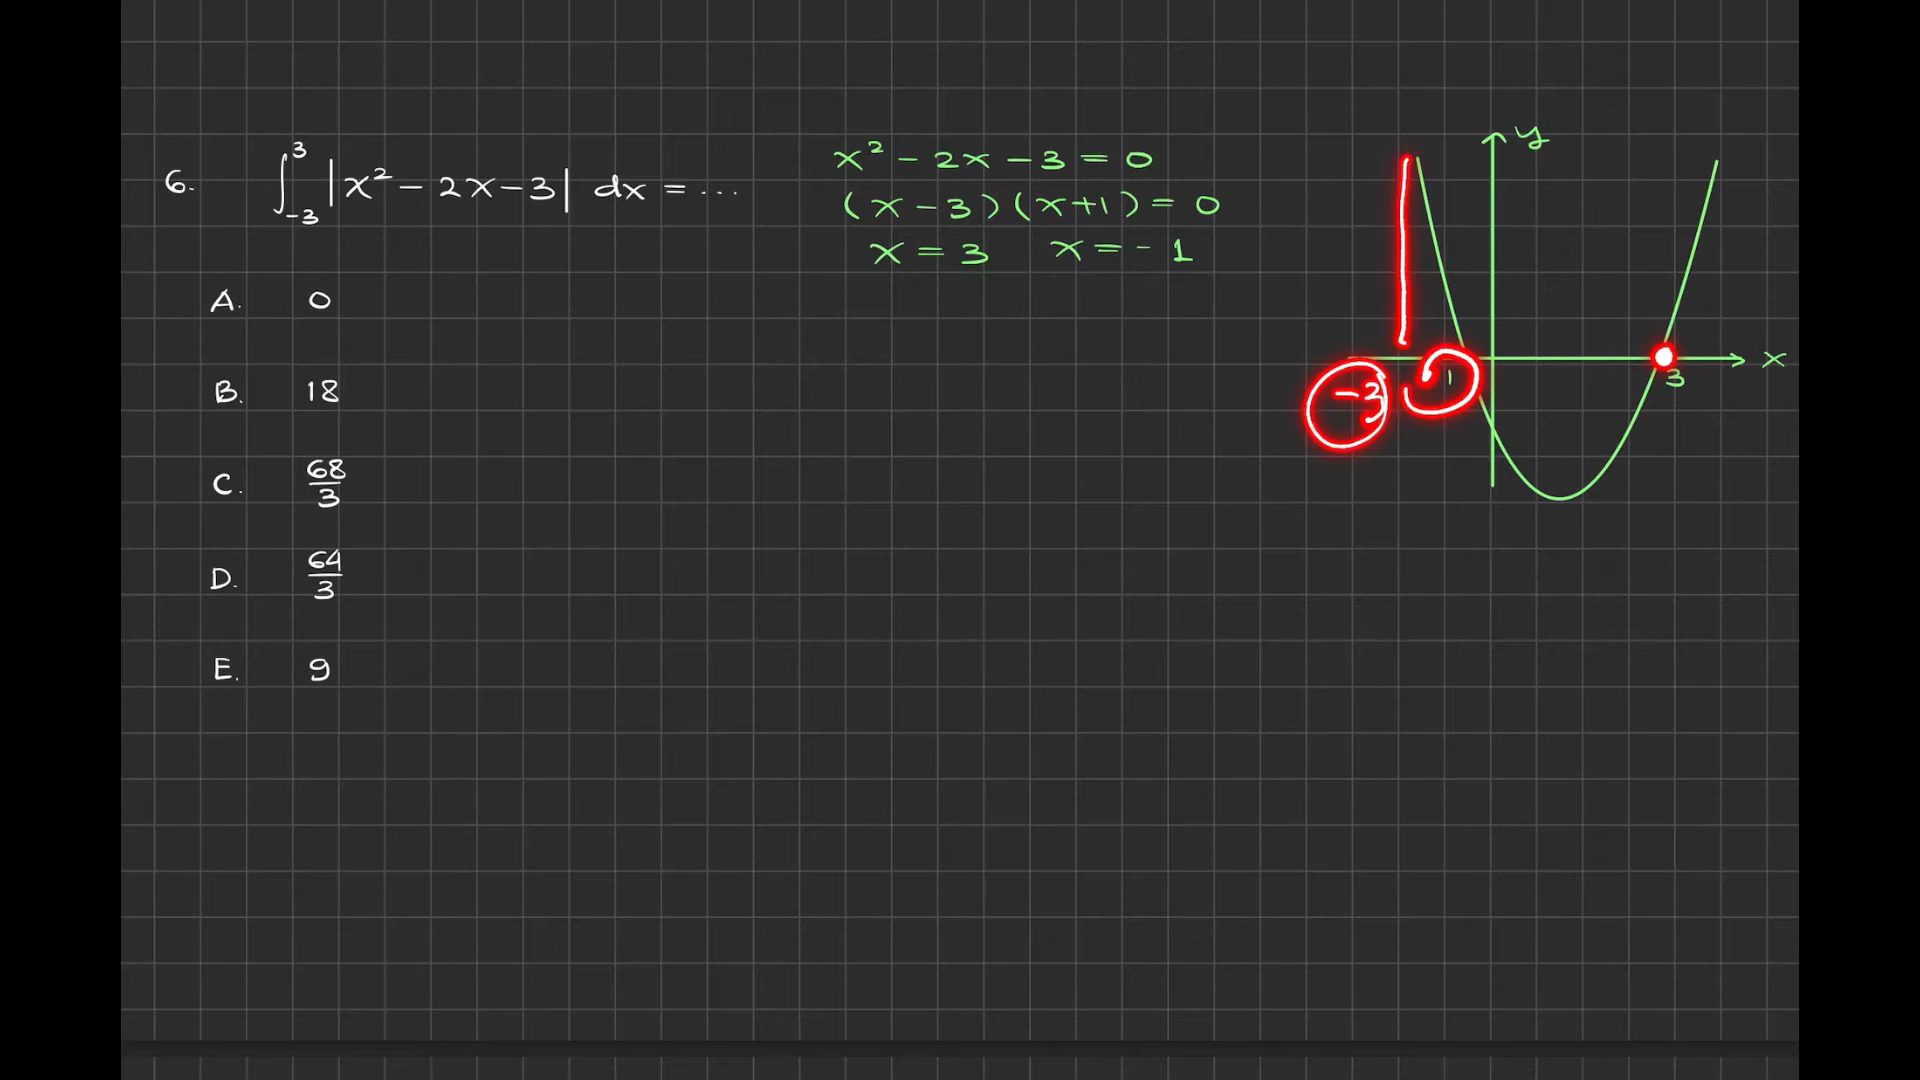 6. ∫₋₃³ |x² − 2x − 3| dx = ...
A. 0
B. 18
C. 68/3
D. 64/3
E. 9
x² − 2x − 3 = 0
(x − 3)(x+1) = 0
x = 3 x = − 1
y
x
-3
1
3